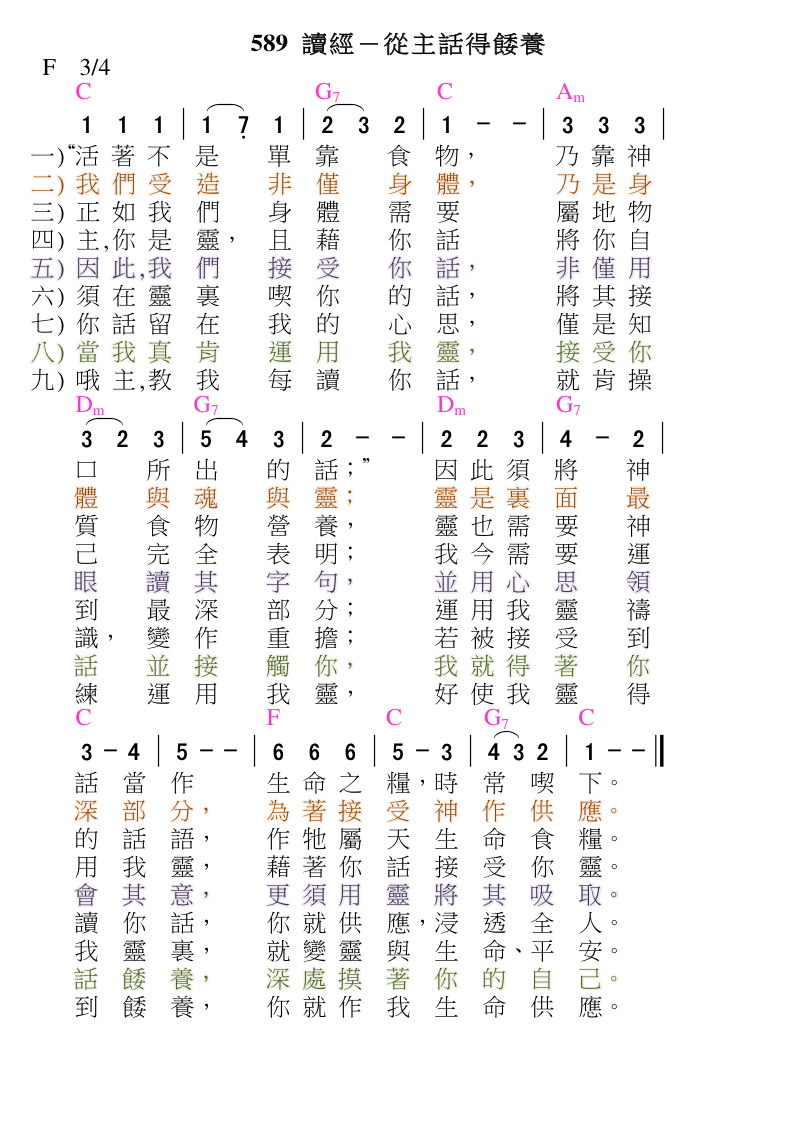 589 讀經－從主話得餧養
F 3/4
C G7 C Am
1 1 1 | 1 7̣ 1 | 2 3 2 | 1 － － | 3 3 3 |
一)“活著不是單靠食物，乃靠神
二)我們受造非僅身體，乃是身
三)正如我們身體需要屬地物
四)主,你是靈，且藉你話將你自
五)因此,我們接受你話，非僅用
六)須在靈裏喫你的話，將其接
七)你話留在我的心思，僅是知
八)當我真肯運用我靈，接受你
九)哦主,教我每讀你話，就肯操
Dm G7 Dm G7
3 2 3 | 5 4 3 | 2 － － | 2 2 3 | 4 － 2 |
口所出的話；”因此須將神
體與魂與靈；靈是裏面最
質食物營養，靈也需要神
己完全表明；我今需要運
眼讀其字句，並用心思領
到最深部分；運用我靈禱
識，變作重擔；若被接受到
話並接觸你，我就得著你
練運用我靈，好使我靈得
C F C G7 C
3 － 4 | 5 － － | 6 6 6 | 5 － 3 | 4 3 2 | 1 － － ‖
話當作生命之糧，時常喫下。
深部分，為著接受神作供應。
的話語，作牠屬天生命食糧。
用我靈，藉著你話接受你靈。
會其意，更須用靈將其吸取。
讀你話，你就供應，浸透全人。
我靈裏，就變靈與生命、平安。
話餧養，深處摸著你的自己。
到餧養，你就作我生命供應。